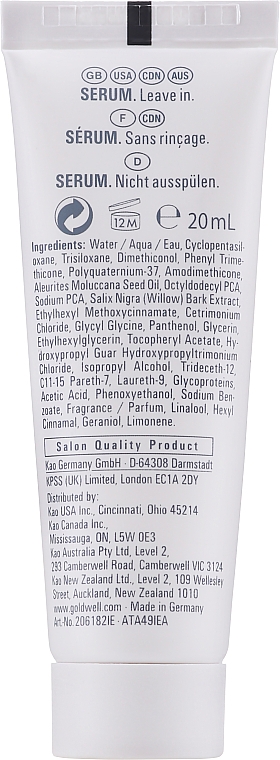 GB USA CDN AUS
SERUM. Leave in.
F CDN
SÉRUM. Sans rinçage.
D
SERUM. Nicht ausspülen.
12M e 20mL
Ingredients: Water / Aqua / Eau, Cyclopentasil-
oxane, Trisiloxane, Dimethiconol, Phenyl Trime-
thicone, Polyquaternium-37, Amodimethicone,
Aleurites Moluccana Seed Oil, Octyldodecyl PCA,
Sodium PCA, Salix Nigra (Willow) Bark Extract,
Ethylhexyl Methoxycinnamate, Cetrimonium
Chloride, Glycyl Glycine, Panthenol, Glycerin,
Ethylhexylglycerin, Tocopheryl Acetate, Hy-
droxypropyl Guar Hydroxypropyltrimonium
Chloride, Isopropyl Alcohol, Trideceth-12,
C11-15 Pareth-7, Laureth-9, Glycoproteins,
Acetic Acid, Phenoxyethanol, Sodium Ben-
zoate, Fragrance / Parfum, Linalool, Hexyl
Cinnamal, Geraniol, Limonene.
Salon Quality Product
Kao Germany GmbH · D-64308 Darmstadt
KPSS (UK) Limited, London EC1A 2DY
Distributed by:
Kao USA Inc., Cincinnati, Ohio 45214
Kao Canada Inc.,
Mississauga, ON, L5W 0E3
Kao Australia Pty Ltd, Level 2,
293 Camberwell Road, Camberwell VIC 3124
Kao New Zealand Ltd., Level 10, 109 Wellesley
Street, Auckland, New Zealand 1010
www.goldwell.com · Made in Germany
Art.-No. 206182IE · ATA49IEA